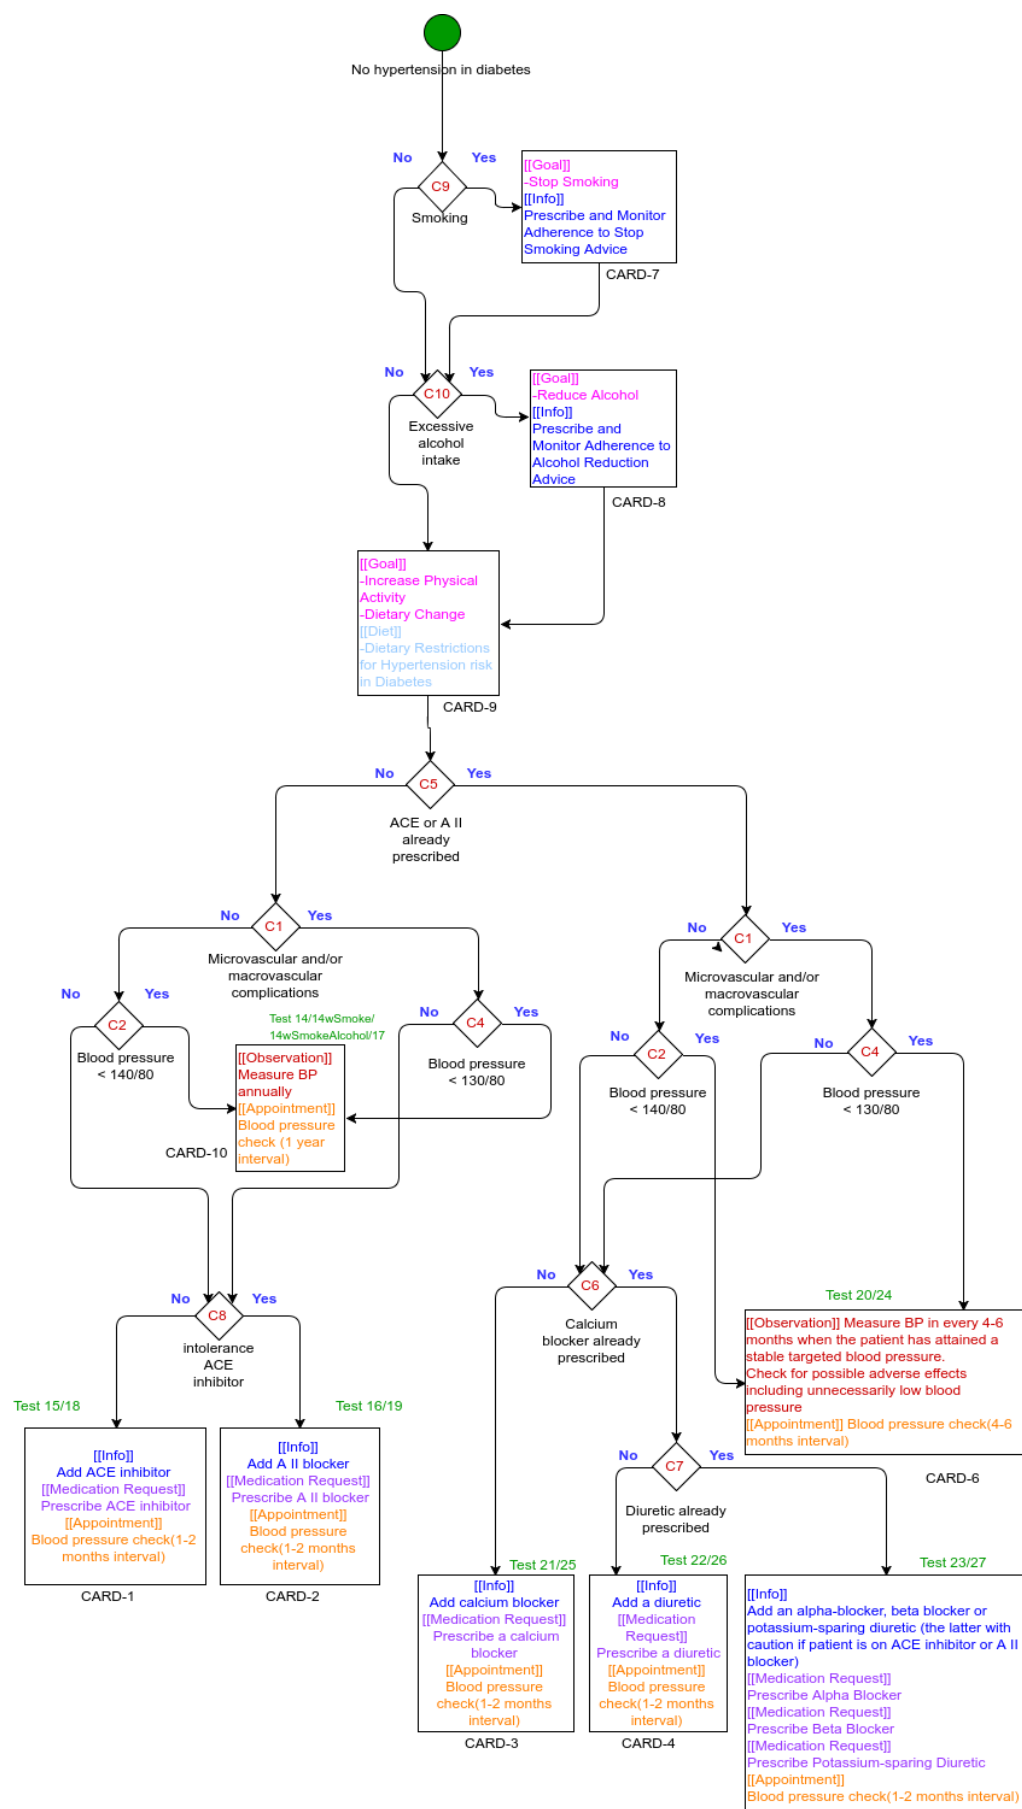 No hypertension in diabetes
No
Yes
C9
Smoking
[[Goal]]
-Stop Smoking
[[Info]]
Prescribe and Monitor
Adherence to Stop
Smoking Advice
CARD-7
No
Yes
C10
Excessive
alcohol
intake
[[Goal]]
-Reduce Alcohol
[[Info]]
Prescribe and
Monitor Adherence to
Alcohol Reduction
Advice
CARD-8
[[Goal]]
-Increase Physical
Activity
-Dietary Change
[[Diet]]
-Dietary Restrictions
for Hypertension risk
in Diabetes
CARD-9
No
Yes
C5
ACE or A II
already
prescribed
No
Yes
C1
Microvascular and/or
macrovascular
complications
No
Yes
C1
Microvascular and/or
macrovascular
complications
No
Yes
C2
Blood pressure
< 140/80
Test 14/14wSmoke/
14wSmokeAlcohol/17
[[Observation]]
Measure BP
annually
[[Appointment]]
Blood pressure
check (1 year
interval)
CARD-10
No
Yes
C4
Blood pressure
< 130/80
No
Yes
C2
Blood pressure
< 140/80
No
Yes
C4
Blood pressure
< 130/80
No
Yes
C8
intolerance
ACE
inhibitor
No
Yes
C6
Calcium
blocker already
prescribed
Test 20/24
[[Observation]] Measure BP in every 4-6
months when the patient has attained a
stable targeted blood pressure.
Check for possible adverse effects
including unnecessarily low blood
pressure
[[Appointment]] Blood pressure check(4-6
months interval)
CARD-6
Test 15/18
[[Info]]
Add ACE inhibitor
[[Medication Request]]
Prescribe ACE inhibitor
[[Appointment]]
Blood pressure check(1-2
months interval)
CARD-1
Test 16/19
[[Info]]
Add A II blocker
[[Medication Request]]
Prescribe A II blocker
[[Appointment]]
Blood pressure
check(1-2 months
interval)
CARD-2
No
Yes
C7
Diuretic already
prescribed
Test 21/25
[[Info]]
Add calcium blocker
[[Medication Request]]
Prescribe a calcium
blocker
[[Appointment]]
Blood pressure
check(1-2 months
interval)
CARD-3
Test 22/26
[[Info]]
Add a diuretic
[[Medication
Request]]
Prescribe a diuretic
[[Appointment]]
Blood pressure
check(1-2 months
interval)
CARD-4
Test 23/27
[[Info]]
Add an alpha-blocker, beta blocker or
potassium-sparing diuretic (the latter with
caution if patient is on ACE inhibitor or A II
blocker)
[[Medication Request]]
Prescribe Alpha Blocker
[[Medication Request]]
Prescribe Beta Blocker
[[Medication Request]]
Prescribe Potassium-sparing Diuretic
[[Appointment]]
Blood pressure check(1-2 months interval)